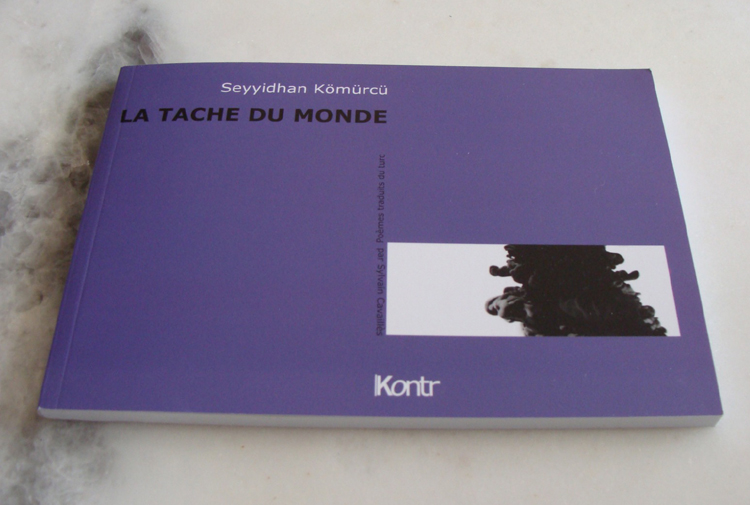 Seyyidhan Kömürcü
LA TACHE DU MONDE
Poèmes traduits du turc
par Sylvain Cavaillès
Kontr